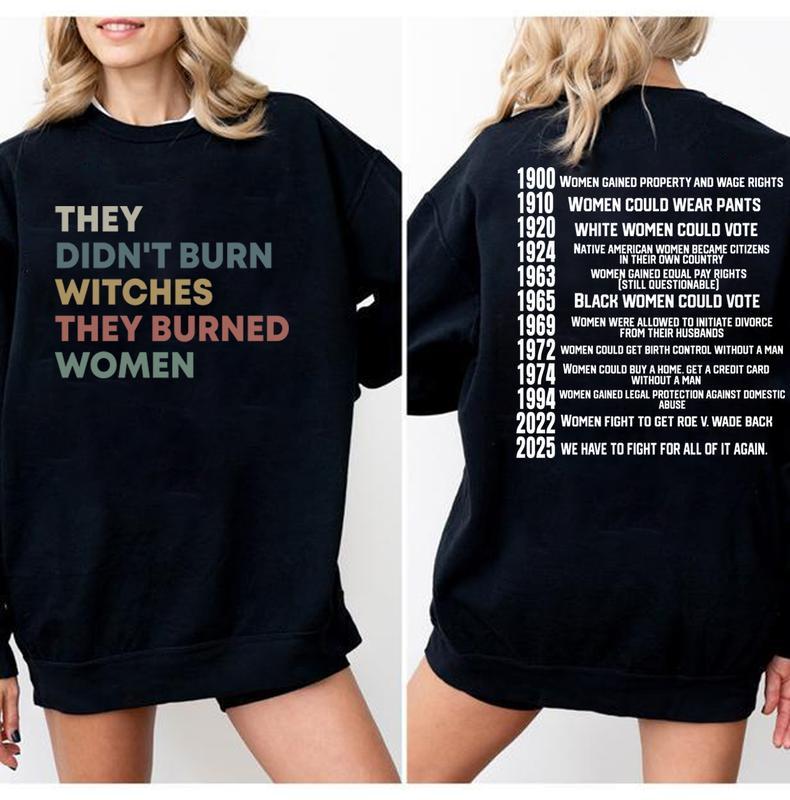 THEY
DIDN'T BURN
WITCHES
THEY BURNED
WOMEN
1900 WOMEN GAINED PROPERTY AND WAGE RIGHTS
1910 WOMEN COULD WEAR PANTS
1920 WHITE WOMEN COULD VOTE
1924 NATIVE AMERICAN WOMEN BECAME CITIZENS
IN THEIR OWN COUNTRY
1963 WOMEN GAINED EQUAL PAY RIGHTS
(STILL QUESTIONABLE)
1965 BLACK WOMEN COULD VOTE
1969 WOMEN WERE ALLOWED TO INITIATE DIVORCE
FROM THEIR HUSBANDS
1972 WOMEN COULD GET BIRTH CONTROL WITHOUT A MAN
1974 WOMEN COULD BUY A HOME. GET A CREDIT CARD
WITHOUT A MAN
1994 WOMEN GAINED LEGAL PROTECTION AGAINST DOMESTIC
ABUSE
2022 WOMEN FIGHT TO GET ROE V. WADE BACK
2025 WE HAVE TO FIGHT FOR ALL OF IT AGAIN.